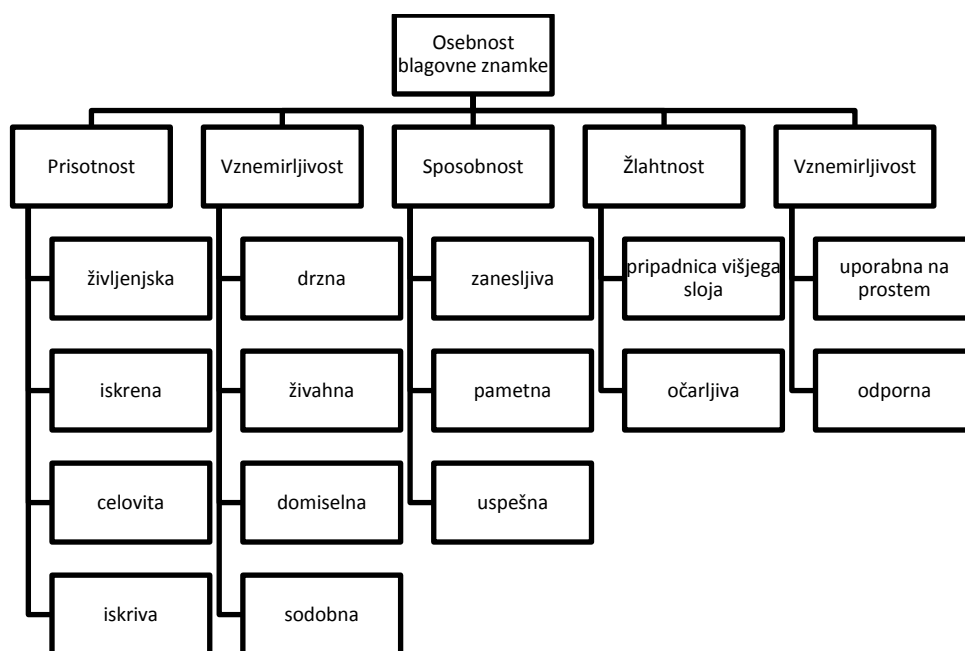 Osebnost
blagovne znamke
Prisotnost
Vznemirljivost
Sposobnost
Žlahtnost
Vznemirljivost
življenjska
drzna
zanesljiva
pripadnica višjega
sloja
uporabna na
prostem
iskrena
živahna
pametna
očarljiva
odporna
celovita
domiselna
uspešna
iskriva
sodobna